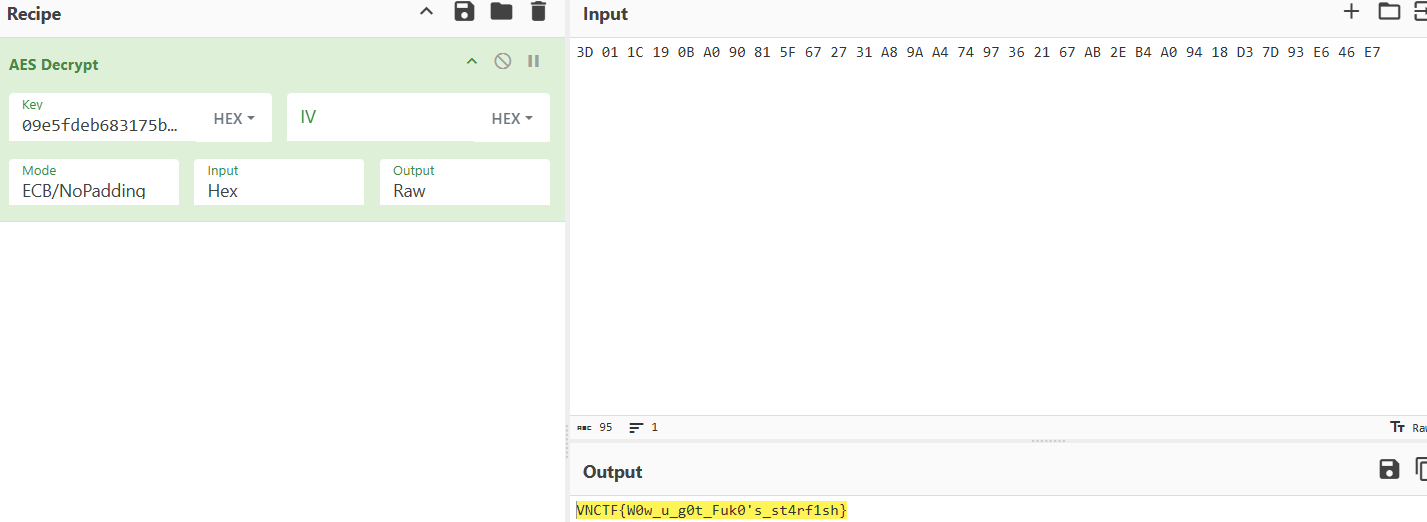 Recipe
AES Decrypt
Key
09e5fdeb683175b…
HEX
IV
HEX
Mode
ECB/NoPadding
Input
Hex
Output
Raw
Input
3D 01 1C 19 0B A0 90 81 5F 67 27 31 A8 9A A4 74 97 36 21 67 AB 2E B4 A0 94 18 D3 7D 93 E6 46 E7
ABC 95 1
Tт Raw
Output
VNCTF{W0w_u_g0t_Fuk0's_st4rf1sh}